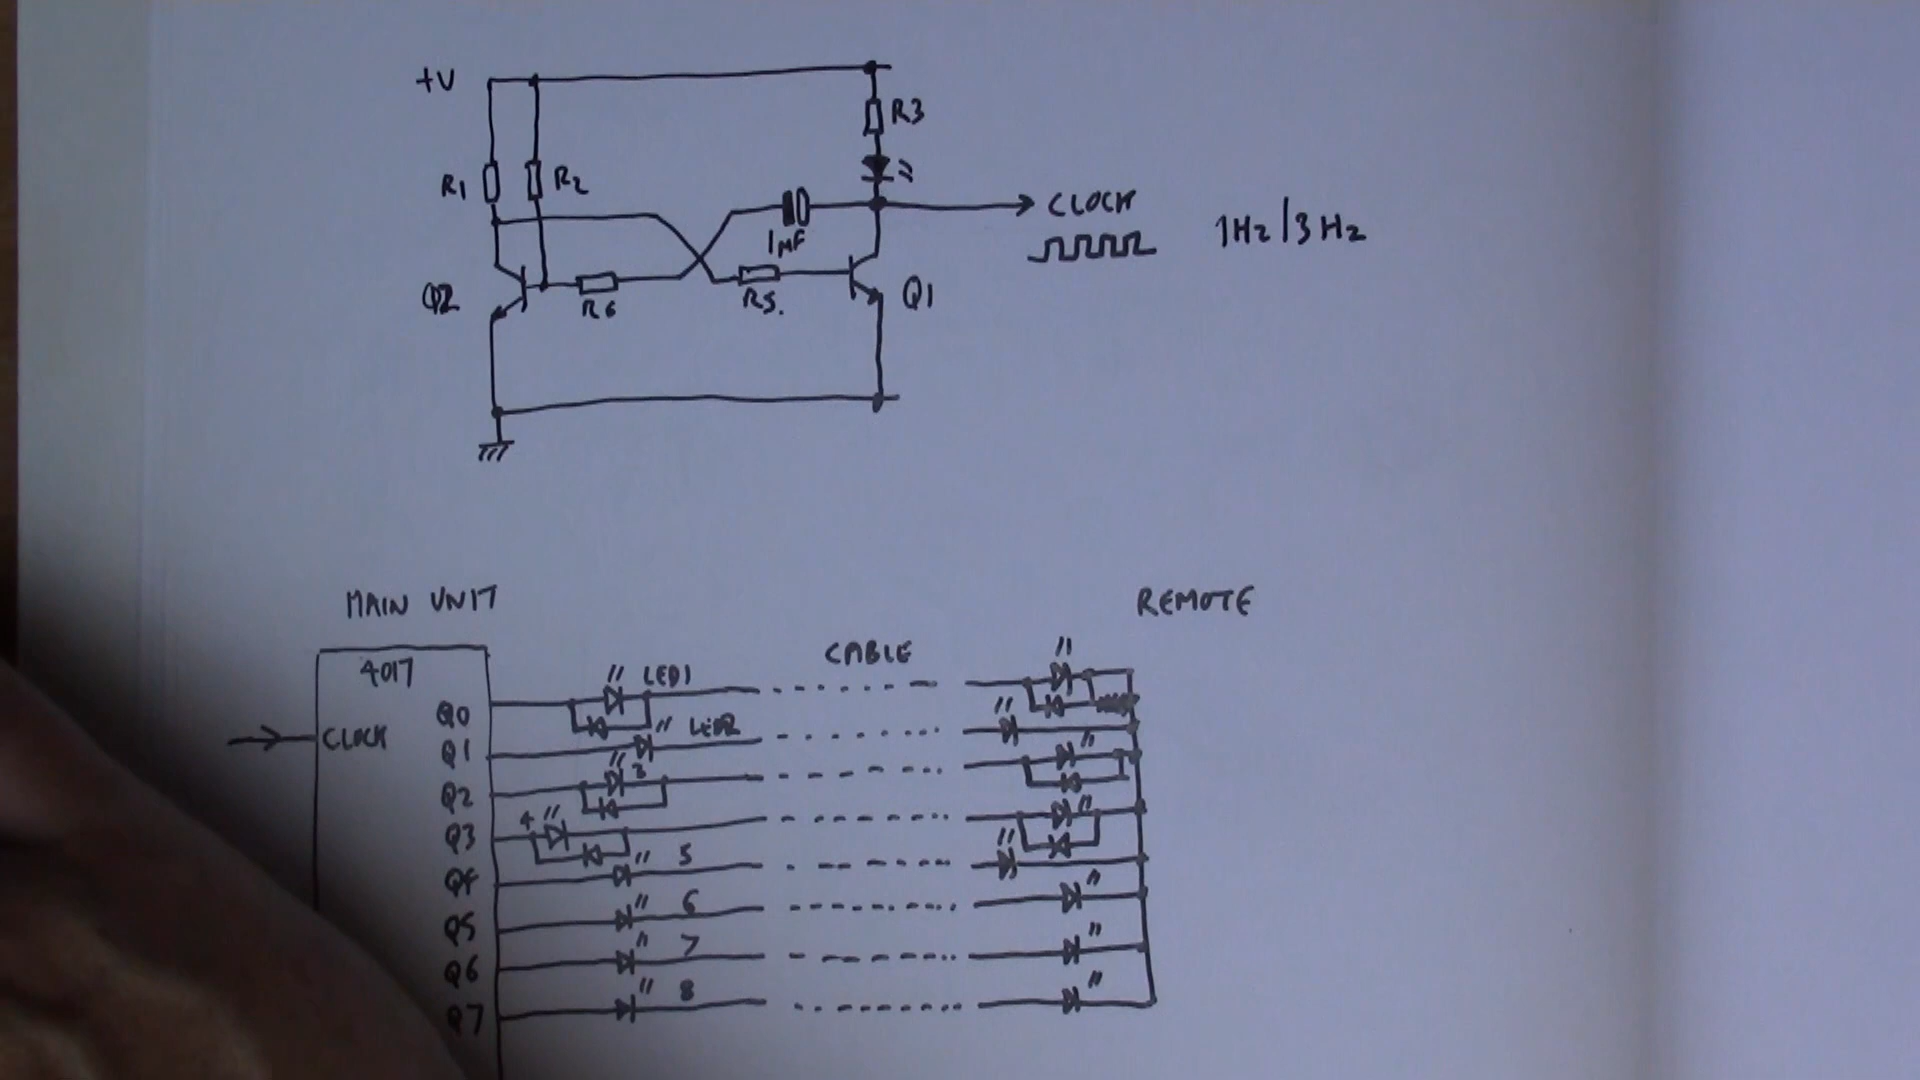 +V
R3
R1 R2
1µF
CLOCK
1Hz/3Hz
Q2
R6
R5.
Q1
MAIN UNIT
REMOTE
CABLE
4017
LED1
Q0
CLOCK
LED2
Q1
3
Q2
4
Q3
5
Q4
6
Q5
7
Q6
8
Q7